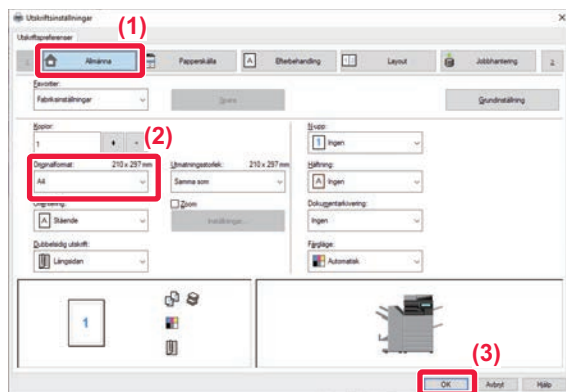 Utskriftsinställningar
Utskriftspreferenser
(1)
Allmänna
Papperskälla
Efterbehandling
Layout
Jobbhantering
Favoriter:
Fabriksinställningar
Spara
Grundinställning
Kopior:
1
(2)
N-upp:
1 Ingen
Originalformat: 210 x 297 mm
A4
Utmatningsstorlek: 210 x 297 mm
Samma som
Häftning:
A Ingen
Orientering:
A Stående
Zoom
Inställningar...
Dokumentarkivering:
Ingen
Dubbelsidig utskrift:
Långsidan
Färgläge:
Automatisk
1
(3)
OK
Avbryt
Hjälp